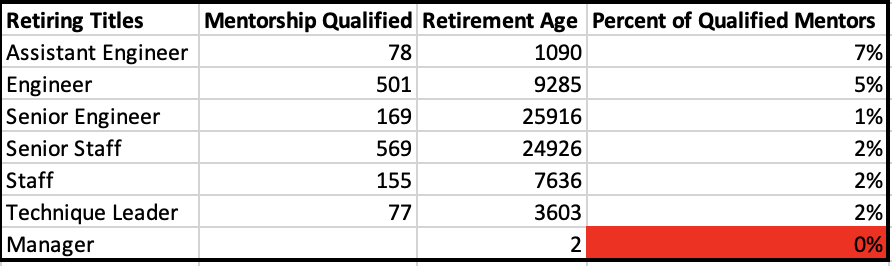 Retiring Titles Mentorship Qualified Retirement Age Percent of Qualified Mentors
Assistant Engineer 78 1090 7%
Engineer 501 9285 5%
Senior Engineer 169 25916 1%
Senior Staff 569 24926 2%
Staff 155 7636 2%
Technique Leader 77 3603 2%
Manager 2 0%